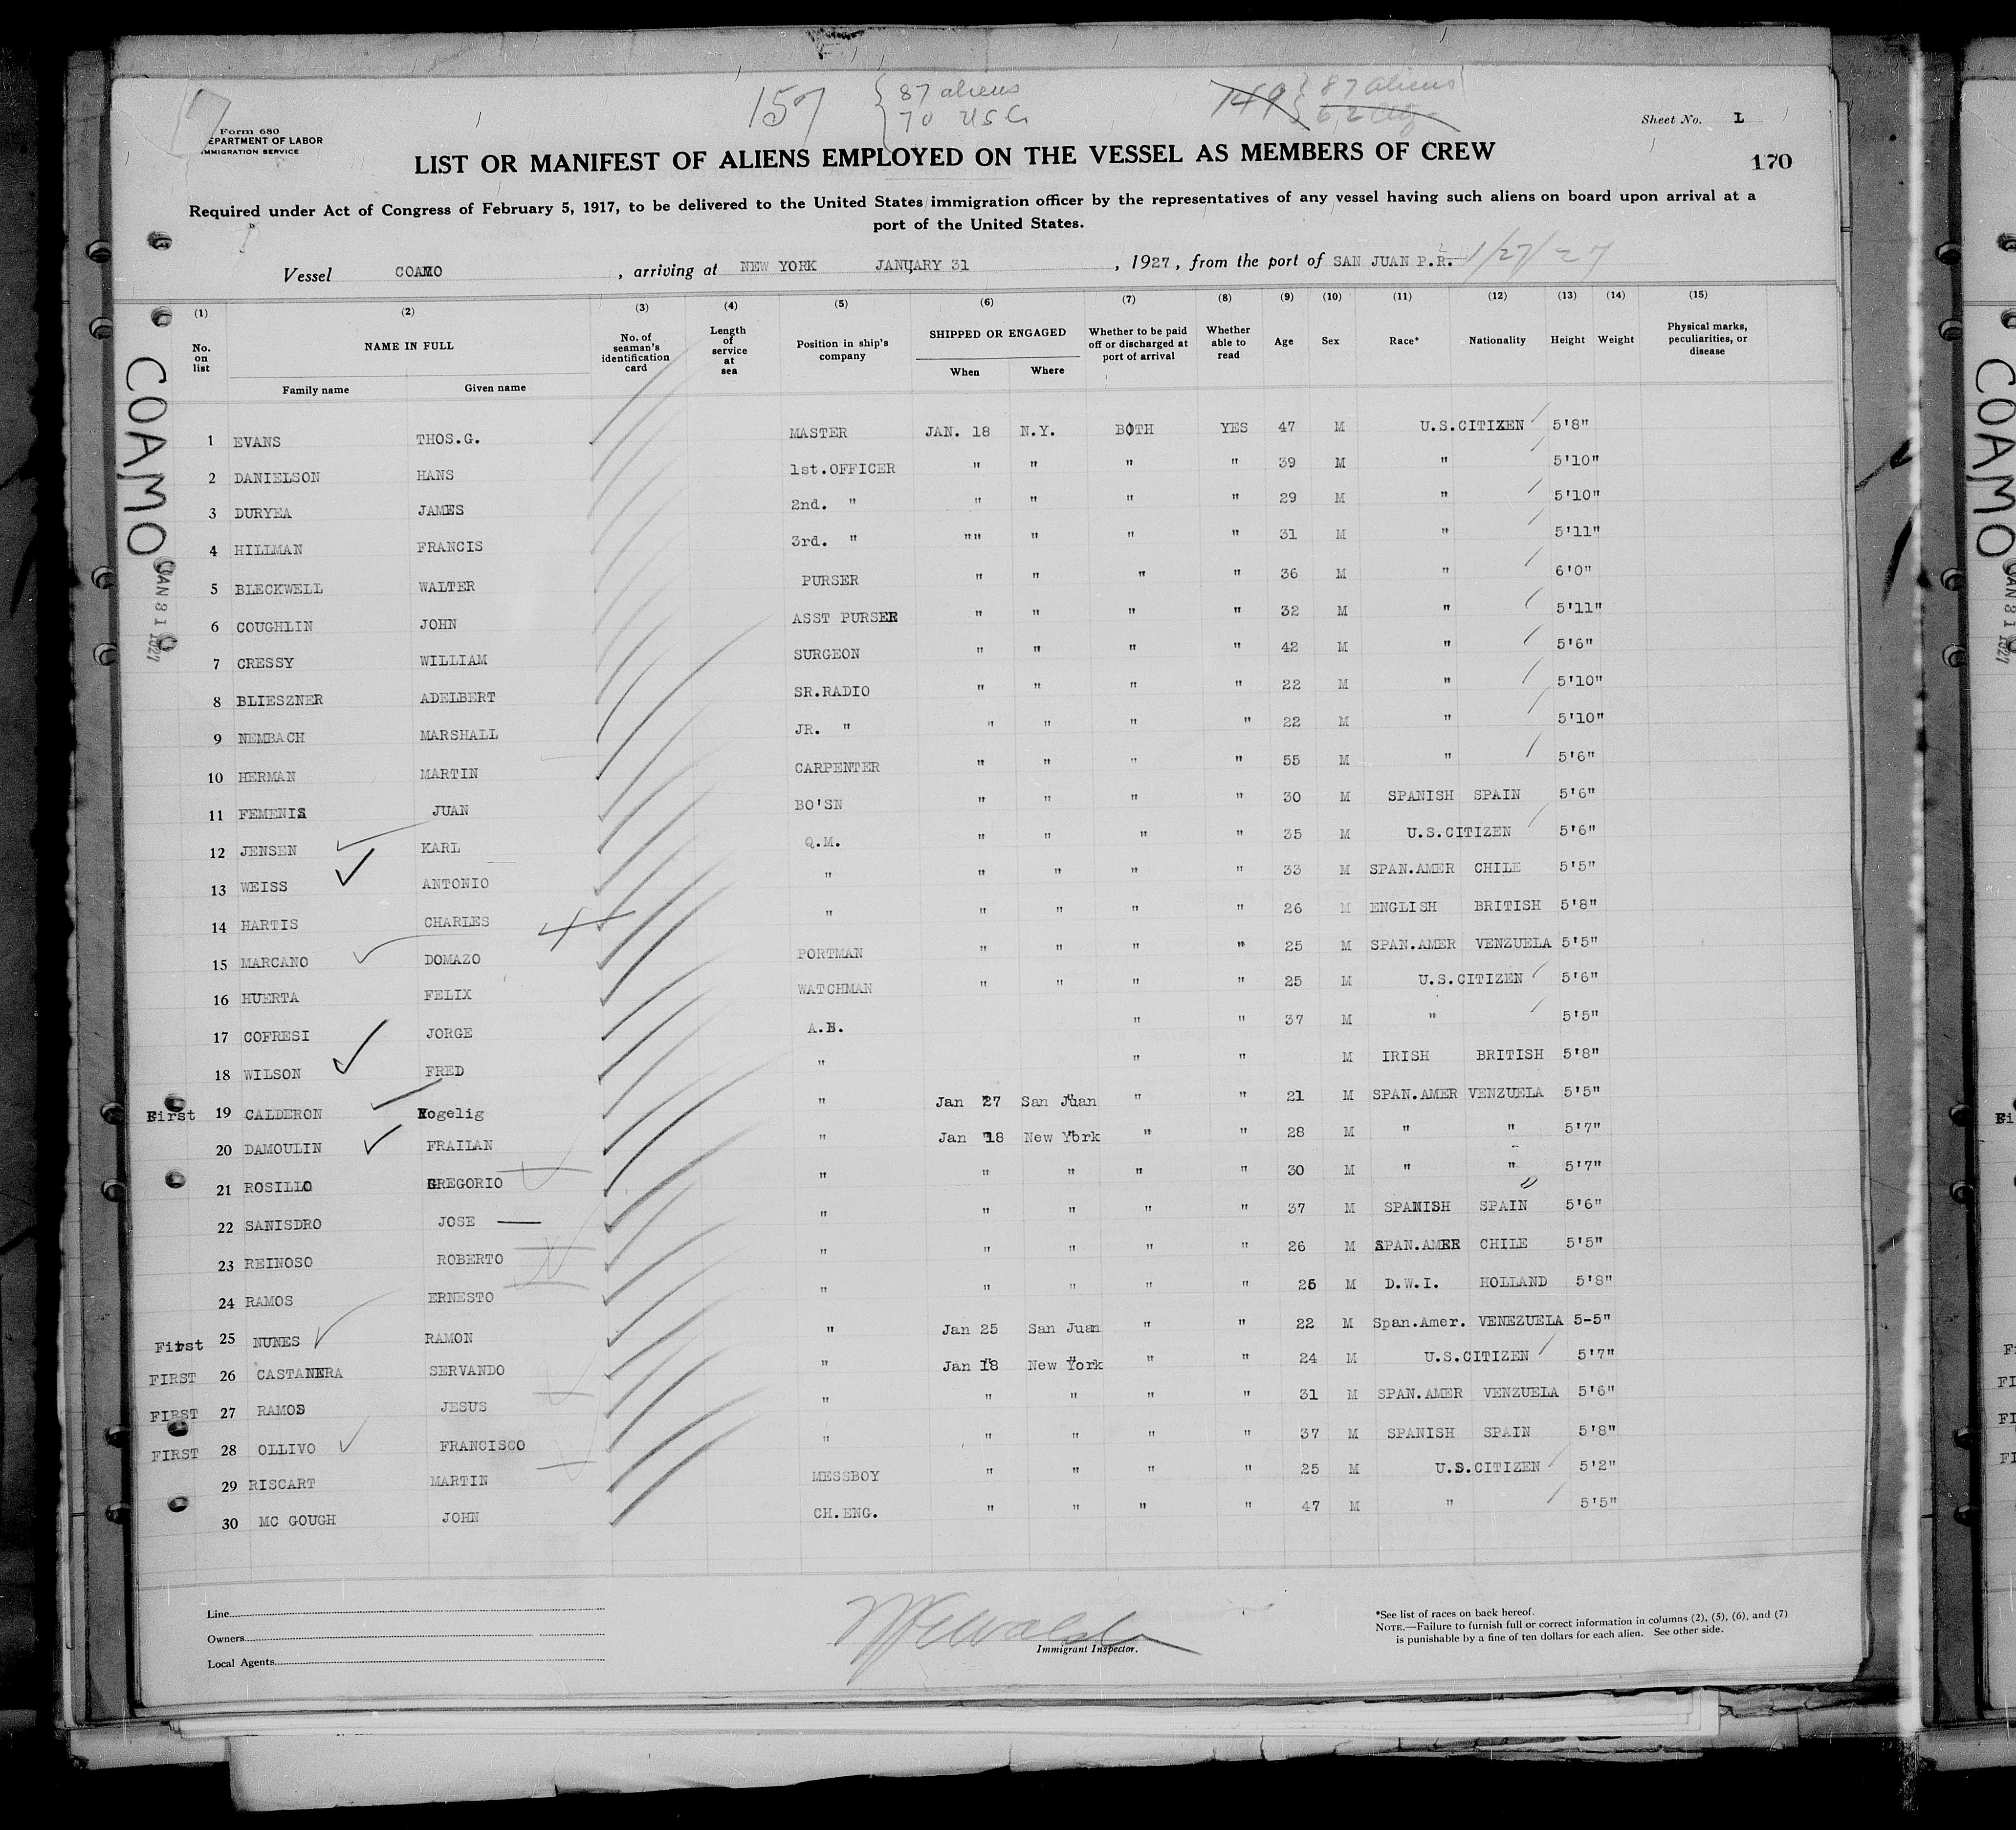 157 { 87 aliens
70 USC
749 } 87 aliens
62
Form 680
DEPARTMENT OF LABOR
IMMIGRATION SERVICE
Sheet No. 1
LIST OR MANIFEST OF ALIENS EMPLOYED ON THE VESSEL AS MEMBERS OF CREW
170
Required under Act of Congress of February 5, 1917, to be delivered to the United States immigration officer by the representatives of any vessel having such aliens on board upon arrival at a
port of the United States.
Vessel COAMO , arriving at NEW YORK JANUARY 31 , 1927, from the port of SAN JUAN P.R. 1/27/27
(1) (2) (3) (4) (5) (6) (7) (8) (9) (10) (11) (12) (13) (14) (15)
No. on list NAME IN FULL Family name Given name No. of seaman's identification card Length of service at sea Position in ship's company SHIPPED OR ENGAGED When Where Whether to be paid off or discharged at port of arrival Whether able to read Age Sex Race* Nationality Height Weight Physical marks, peculiarities, or disease
1 EVANS THOS.G. MASTER JAN. 18 N.Y. BOTH YES 47 M U.S.CITIZEN 5'8"
2 DANIELSON HANS 1st.OFFICER " " " " 39 M " 5'10"
3 DURYEA JAMES 2nd. " " " " " 29 M " 5'10"
4 HILLMAN FRANCIS 3rd. " "" " " " 31 M " 5'11"
5 BLECKWELL WALTER PURSER " " " " 36 M " 6'0"
6 COUGHLIN JOHN ASST PURSER " " " " 32 M " 5'11"
7 CRESSY WILLIAM SURGEON " " " " 42 M " 5'6"
8 BLIESZNER ADELBERT SR.RADIO " " " " 22 M " 5'10"
9 NEMBACH MARSHALL JR. " " " " " 22 M " 5'10"
10 HERMAN MARTIN CARPENTER " " " " 55 M " 5'6"
11 FEMENIS JUAN BO'SN " " " " 30 M SPANISH SPAIN 5'6"
12 JENSEN KARL Q.M. " " " " 35 M U.S.CITIZEN 5'6"
13 WEISS ANTONIO " " " " " 33 M SPAN.AMER CHILE 5'5"
14 HARTIS CHARLES " " " " " 26 M ENGLISH BRITISH 5'8"
15 MARCANO DOMAZO PORTMAN " " " " 25 M SPAN.AMER VENZUELA 5'5"
16 HUERTA FELIX WATCHMAN " " " " 25 M U.S.CITIZEN 5'6"
17 COFRESI JORGE A.B. " " 37 M " 5'5"
18 WILSON FRED " " " M IRISH BRITISH 5'8"
First 19 CALDERON Rogelig " Jan 27 San Juan " " 21 M SPAN.AMER VENZUELA 5'5"
20 DAMOULIN FRAILAN " Jan 18 New York " " 28 M " " 5'7"
21 ROSILLO GREGORIO " " " " " 30 M " " 5'7"
22 SANISDRO JOSE " " " " " 37 M SPANISH SPAIN 5'6"
23 REINOSO ROBERTO " " " " " 26 M SPAN.AMER CHILE 5'5"
24 RAMOS ERNESTO " " " " " 26 M D.W.I. HOLLAND 5'8"
First 25 NUNES RAMON " Jan 25 San Juan " " 22 M Span.Amer. VENEZUELA 5-5"
FIRST 26 CASTANERA SERVANDO " Jan 18 New York " " 24 M U.S.CITIZEN 5'7"
FIRST 27 RAMOS JESUS " " " " " 31 M SPAN.AMER VENZUELA 5'6"
FIRST 28 OLLIVO FRANCISCO " " " " " 37 M SPANISH SPAIN 5'8"
29 RISCART MARTIN MESSBOY " " " " 25 M U.S.CITIZEN 5'2"
30 MC GOUGH JOHN CH.ENG. " " " " 47 M " 5'5"
COAMO
JAN 31 1927
Line
Owners
Local Agents
Immigrant Inspector.
*See list of races on back hereof.
NOTE.—Failure to furnish full or correct information in columns (2), (5), (6), and (7)
is punishable by a fine of ten dollars for each alien. See other side.
COAMO
JAN 31 1927